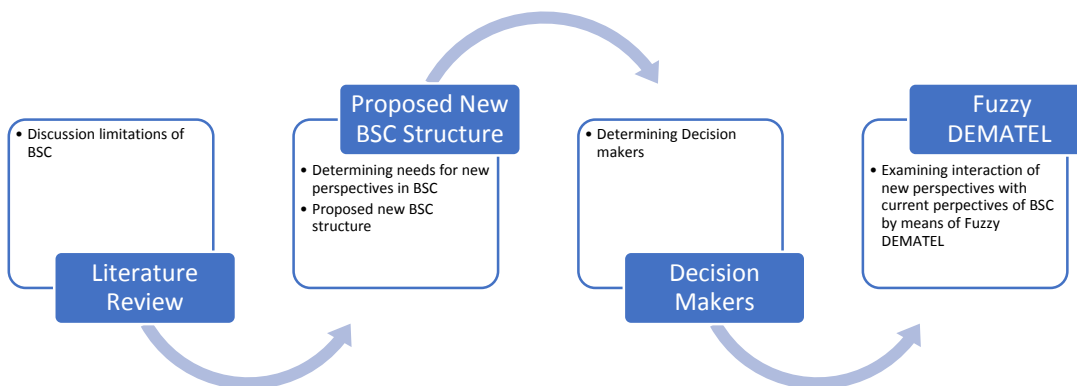 • Discussion limitations of
BSC
Literature
Review
Proposed New
BSC Structure
• Determining needs for new
perspectives in BSC
• Proposed new BSC
structure
• Determining Decision
makers
Decision
Makers
Fuzzy
DEMATEL
• Examining interaction of
new perspectives with
current perpectives of BSC
by means of Fuzzy
DEMATEL